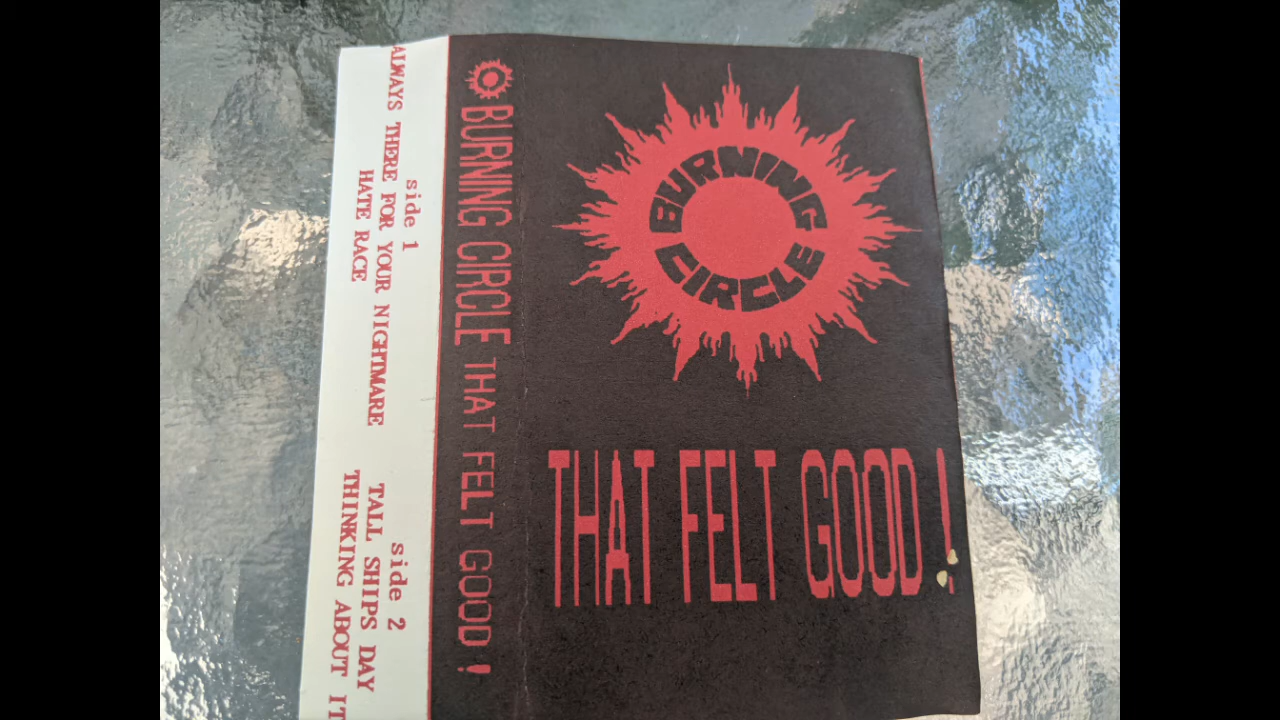 side 1
ALWAYS THERE FOR YOUR NIGHTMARE
HATE RACE
side 2
TALL SHIPS DAY
THINKING ABOUT IT
BURNING CIRCLE THAT FELT GOOD!
BURNING
CIRCLE
THAT FELT GOOD!